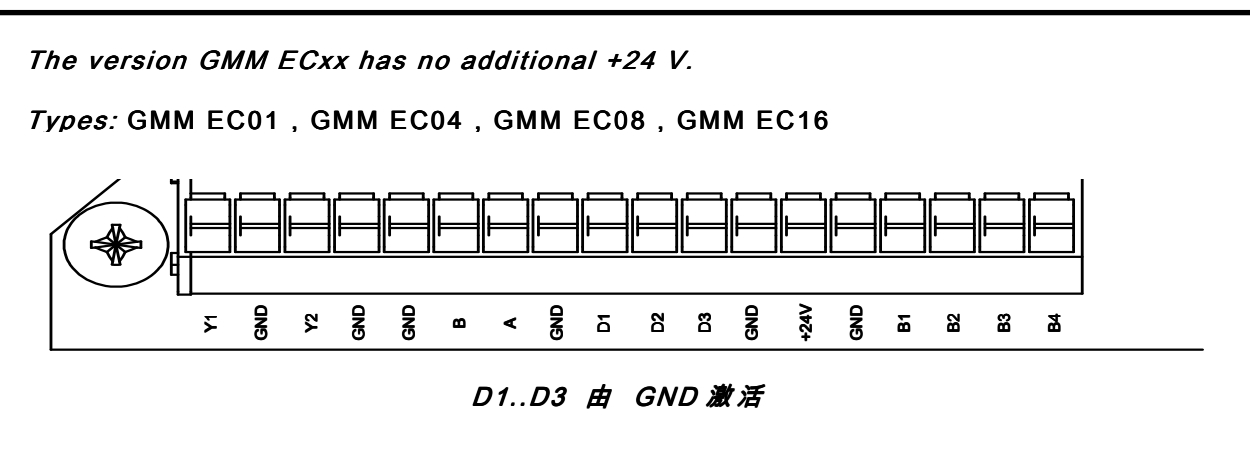 The version GMM ECxx has no additional +24 V.
Types: GMM EC01 , GMM EC04 , GMM EC08 , GMM EC16
Y1 GND Y2 GND GND B A GND D1 D2 D3 GND +24V GND B1 B2 B3 B4
D1..D3 由 GND 激活